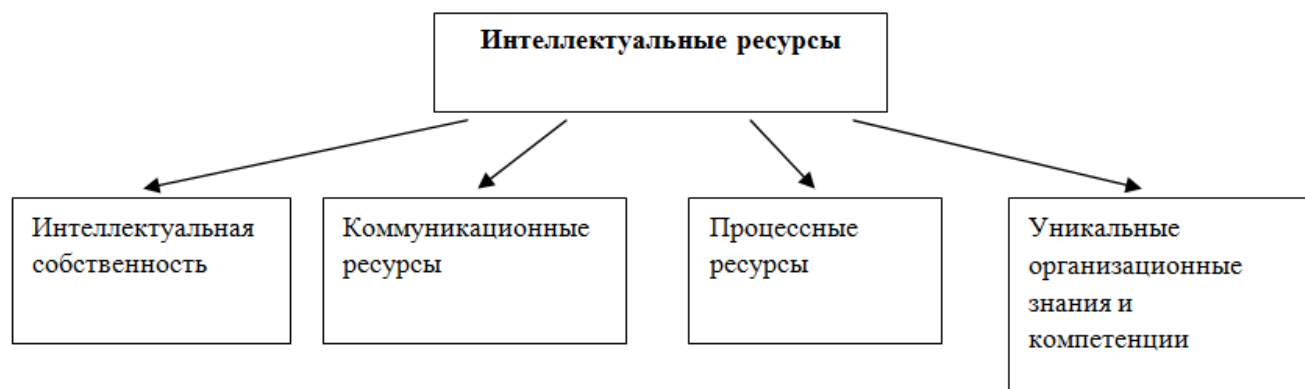 Интеллектуальные ресурсы
Интеллектуальная
собственность
Коммуникационные
ресурсы
Процессные
ресурсы
Уникальные
организационные
знания и
компетенции